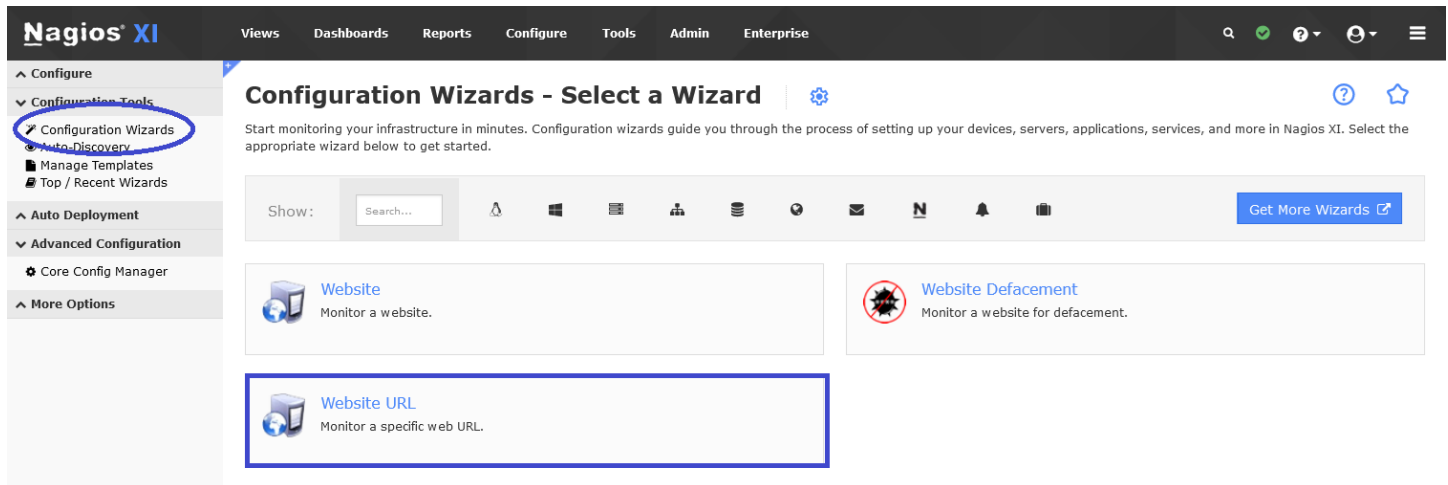 Nagios® XI
Views Dashboards Reports Configure Tools Admin Enterprise
Configure
Configuration Tools
Configuration Wizards
Auto-Discovery
Manage Templates
Top / Recent Wizards
Auto Deployment
Advanced Configuration
Core Config Manager
More Options
Configuration Wizards - Select a Wizard
Start monitoring your infrastructure in minutes. Configuration wizards guide you through the process of setting up your devices, servers, applications, services, and more in Nagios XI. Select the
appropriate wizard below to get started.
Show: Search... N Get More Wizards
Website
Monitor a website.
Website Defacement
Monitor a website for defacement.
Website URL
Monitor a specific web URL.